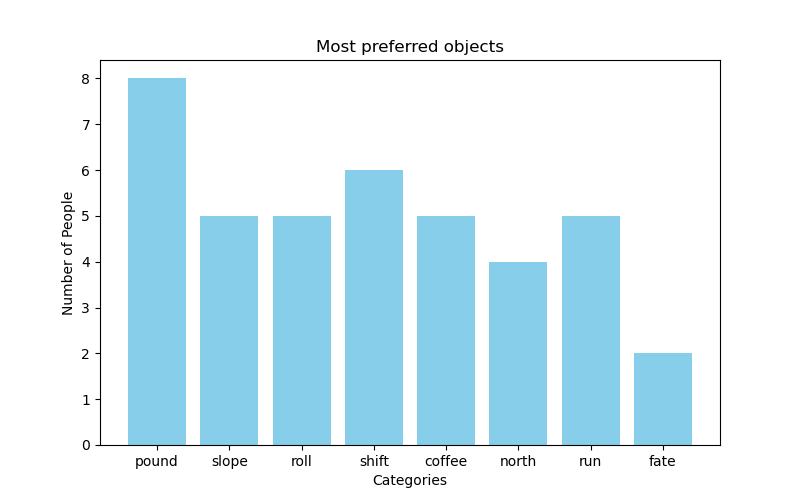 Most preferred objects
8
7
6
5
4
3
2
1
0
Number of People
pound slope roll shift coffee north run fate
Categories